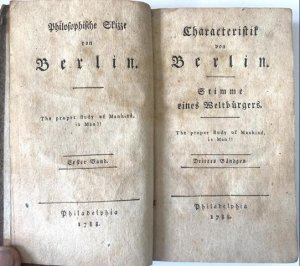 Philosophische Skizze
von
Berlin.
The proper study of Mankind,
is Man!!
Erster Band.
Philadelphia
1788.
Characteristik
von
Berlin.
Stimme
eines Weltbürgers.
The proper study of Mankind,
is Man!!
Drittes Bändgen.
Philadelphia
1788.